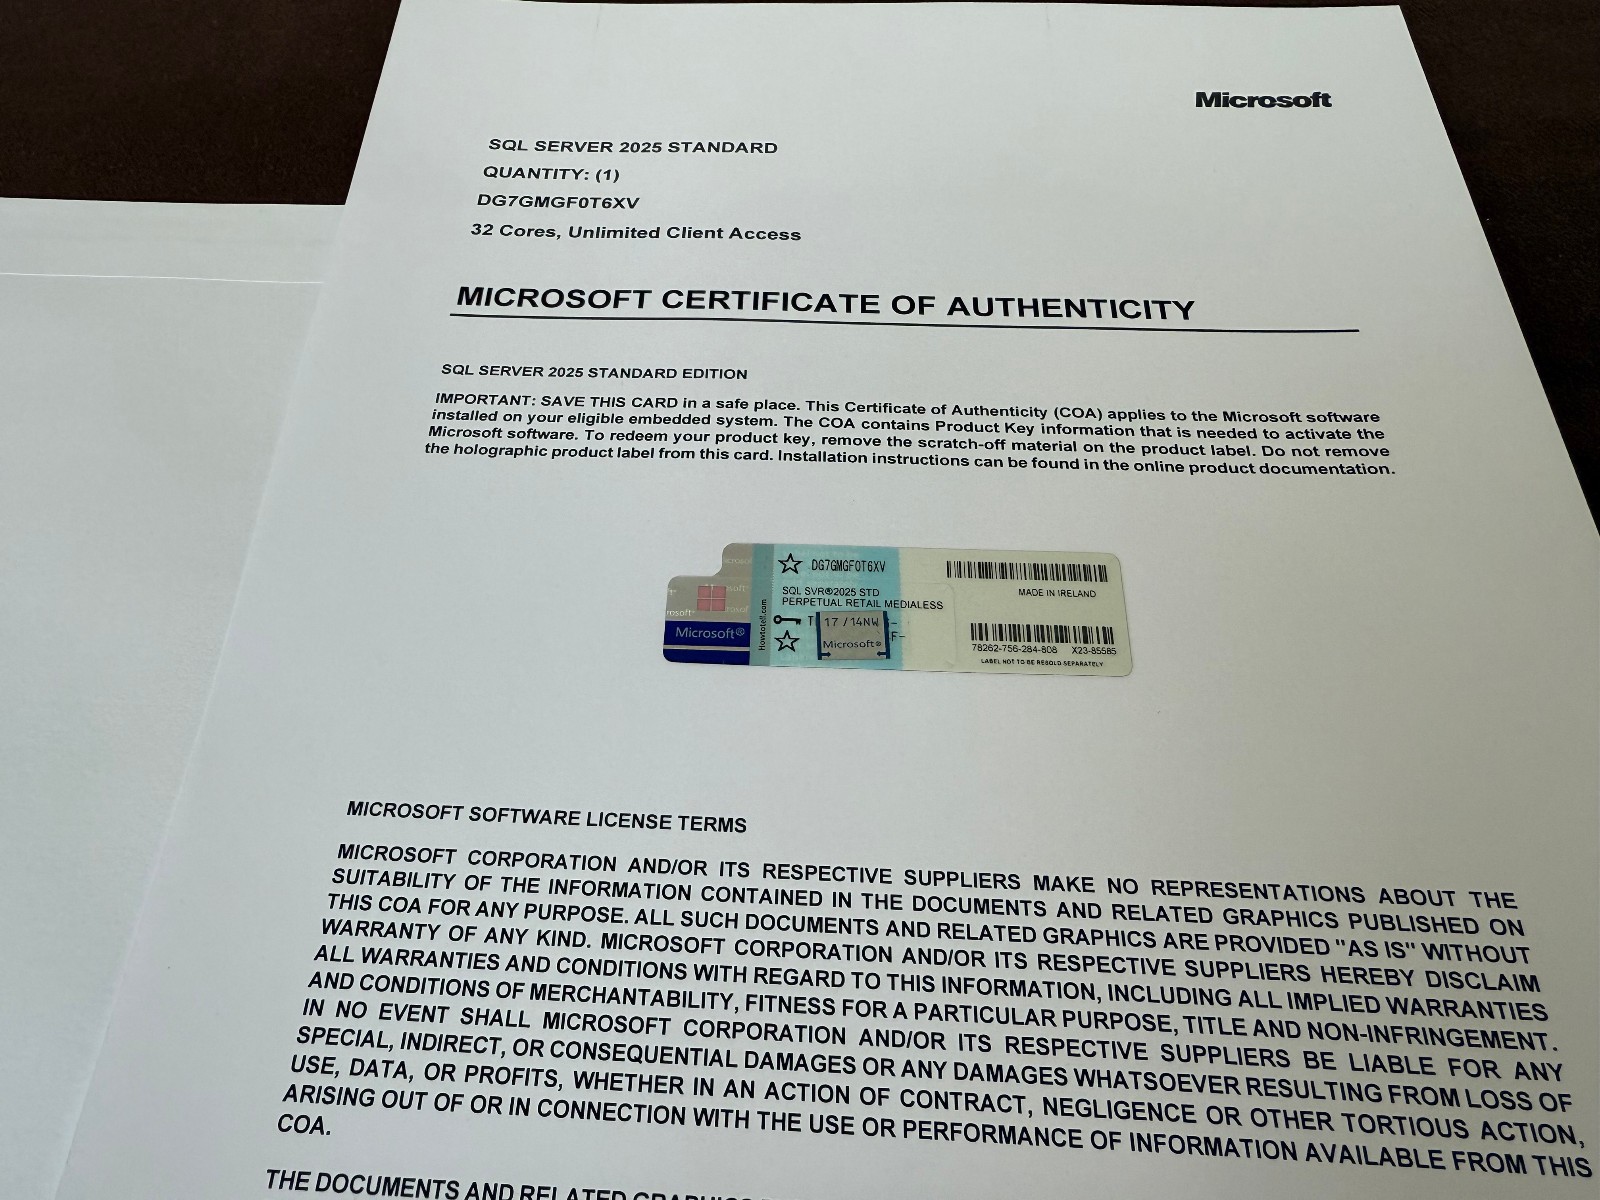 Microsoft
SQL SERVER 2025 STANDARD
QUANTITY: (1)
DG7GMGF0T6XV
32 Cores, Unlimited Client Access
MICROSOFT CERTIFICATE OF AUTHENTICITY
SQL SERVER 2025 STANDARD EDITION
IMPORTANT: SAVE THIS CARD in a safe place. This Certificate of Authenticity (COA) applies to the Microsoft software
installed on your eligible embedded system. The COA contains Product Key information that is needed to activate the
Microsoft software. To redeem your product key, remove the scratch-off material on the product label. Do not remove
the holographic product label from this card. Installation instructions can be found in the online product documentation.
Microsoft®
Howtotell.com
DG7GMGF0T6XV
SQL SVR®2025 STD
PERPETUAL RETAIL MEDIALESS
T 17 /14NW -
F-
Microsoft®
MADE IN IRELAND
78262-756-284-808 X23-85585
LABEL NOT TO BE RESOLD SEPARATELY
MICROSOFT SOFTWARE LICENSE TERMS
MICROSOFT CORPORATION AND/OR ITS RESPECTIVE SUPPLIERS MAKE NO REPRESENTATIONS ABOUT THE
SUITABILITY OF THE INFORMATION CONTAINED IN THE DOCUMENTS AND RELATED GRAPHICS PUBLISHED ON
THIS COA FOR ANY PURPOSE. ALL SUCH DOCUMENTS AND RELATED GRAPHICS ARE PROVIDED "AS IS" WITHOUT
WARRANTY OF ANY KIND. MICROSOFT CORPORATION AND/OR ITS RESPECTIVE SUPPLIERS HEREBY DISCLAIM
ALL WARRANTIES AND CONDITIONS WITH REGARD TO THIS INFORMATION, INCLUDING ALL IMPLIED WARRANTIES
AND CONDITIONS OF MERCHANTABILITY, FITNESS FOR A PARTICULAR PURPOSE, TITLE AND NON-INFRINGEMENT.
IN NO EVENT SHALL MICROSOFT CORPORATION AND/OR ITS RESPECTIVE SUPPLIERS BE LIABLE FOR ANY
SPECIAL, INDIRECT, OR CONSEQUENTIAL DAMAGES OR ANY DAMAGES WHATSOEVER RESULTING FROM LOSS OF
USE, DATA, OR PROFITS, WHETHER IN AN ACTION OF CONTRACT, NEGLIGENCE OR OTHER TORTIOUS ACTION,
ARISING OUT OF OR IN CONNECTION WITH THE USE OR PERFORMANCE OF INFORMATION AVAILABLE FROM THIS
COA.
THE DOCUMENTS AND RELATED GRAPHICS